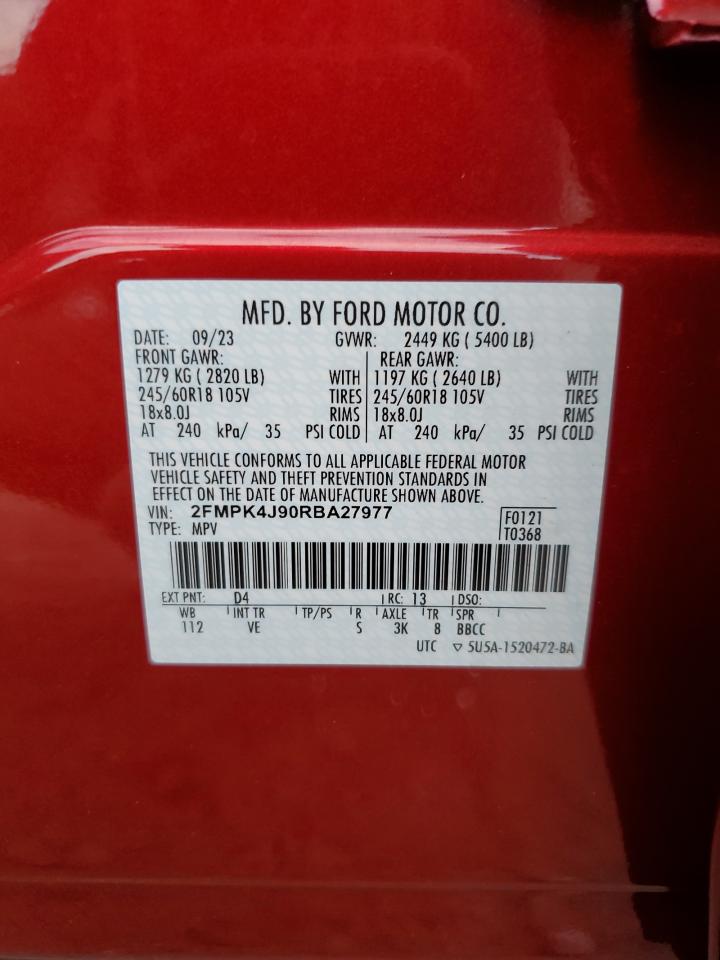 MFD. BY FORD MOTOR CO.
DATE: 09/23 GVWR: 2449 KG ( 5400 LB)
FRONT GAWR: REAR GAWR:
1279 KG ( 2820 LB) WITH 1197 KG ( 2640 LB) WITH
245/60R18 105V TIRES 245/60R18 105V TIRES
18x8.0J RIMS 18x8.0J RIMS
AT 240 kPa/ 35 PSI COLD AT 240 kPa/ 35 PSI COLD
THIS VEHICLE CONFORMS TO ALL APPLICABLE FEDERAL MOTOR
VEHICLE SAFETY AND THEFT PREVENTION STANDARDS IN
EFFECT ON THE DATE OF MANUFACTURE SHOWN ABOVE.
VIN: 2FMPK4J90RBA27977 F0121
TYPE: MPV T0368
EXT PNT: D4 RC: 13 DSO:
WB INT TR TP/PS R AXLE TR SPR
112 VE S 3K 8 BBCC
UTC ▽ 5U5A-1520472-BA